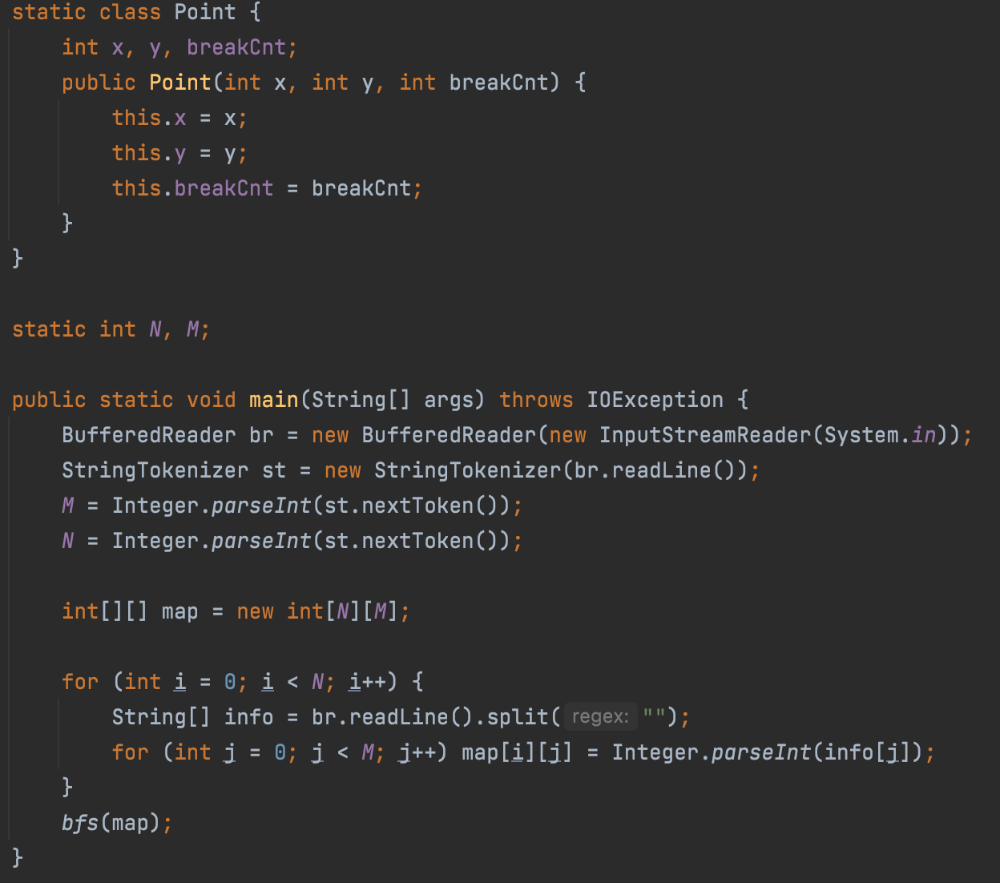 static class Point {
    int x, y, breakCnt;
    public Point(int x, int y, int breakCnt) {
        this.x = x;
        this.y = y;
        this.breakCnt = breakCnt;
    }
}
static int N, M;
public static void main(String[] args) throws IOException {
    BufferedReader br = new BufferedReader(new InputStreamReader(System.in));
    StringTokenizer st = new StringTokenizer(br.readLine());
    M = Integer.parseInt(st.nextToken());
    N = Integer.parseInt(st.nextToken());
    int[][] map = new int[N][M];
    for (int i = 0; i < N; i++) {
        String[] info = br.readLine().split( regex: "");
        for (int j = 0; j < M; j++) map[i][j] = Integer.parseInt(info[j]);
    }
    bfs(map);
}